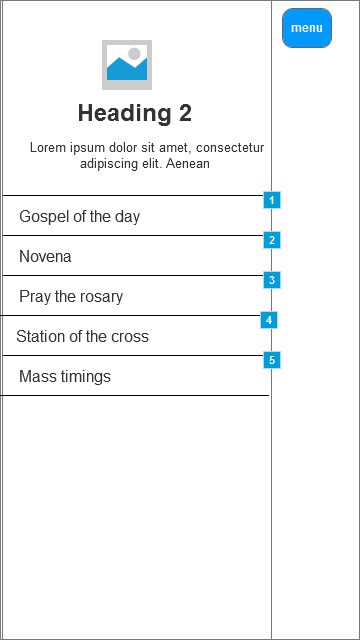 menu
Heading 2
Lorem ipsum dolor sit amet, consectetur
adipiscing elit. Aenean
1
Gospel of the day
2
Novena
3
Pray the rosary
4
Station of the cross
5
Mass timings